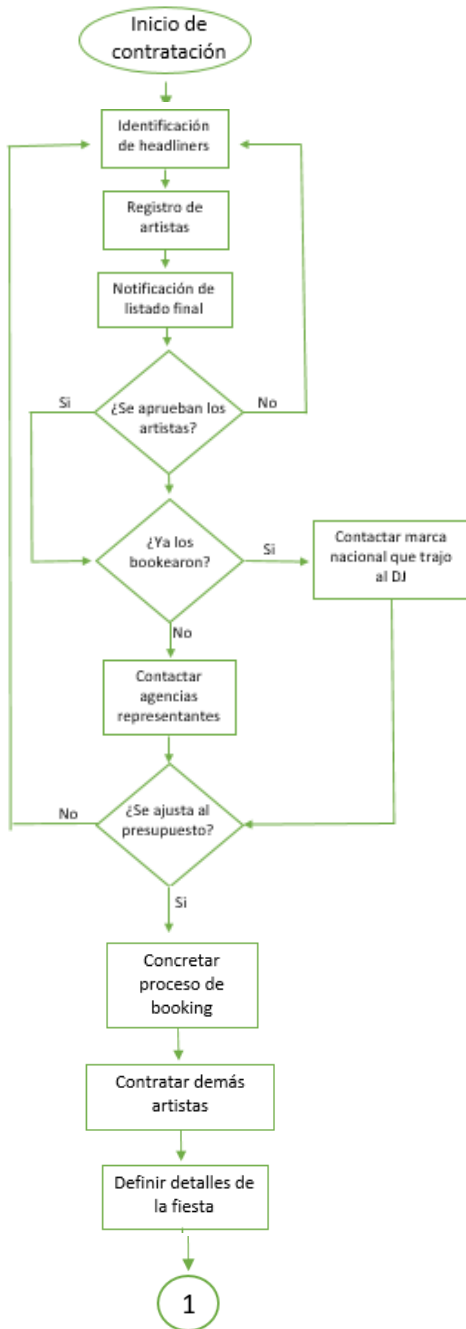 Inicio de
contratación
Identificación
de headliners
Registro de
artistas
Notificación de
listado final
Si
¿Se aprueban los
artistas?
No
¿Ya los
bookearon?
Si
Contactar marca
nacional que trajo
al DJ
No
Contactar
agencias
representantes
No
¿Se ajusta al
presupuesto?
Si
Concretar
proceso de
booking
Contratar demás
artistas
Definir detalles de
la fiesta
1